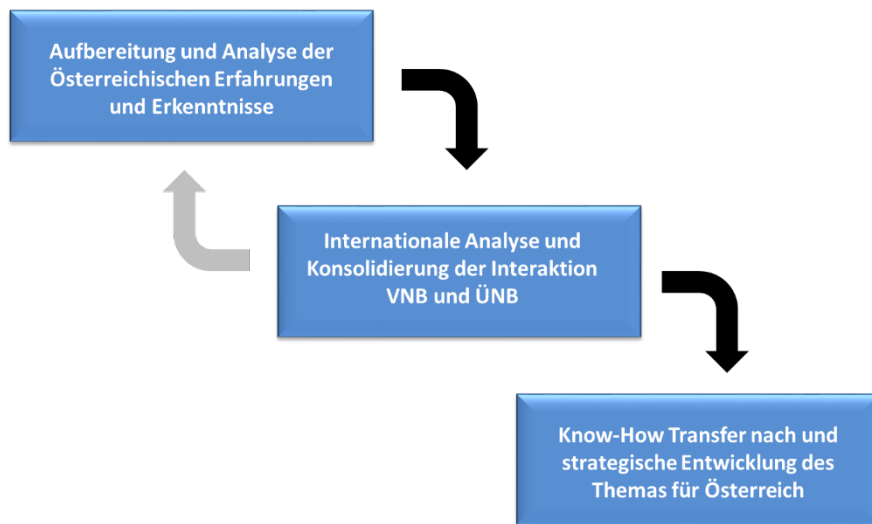 Aufbereitung und Analyse der
Österreichischen Erfahrungen
und Erkenntnisse
Internationale Analyse und
Konsolidierung der Interaktion
VNB und ÜNB
Know-How Transfer nach und
strategische Entwicklung des
Themas für Österreich